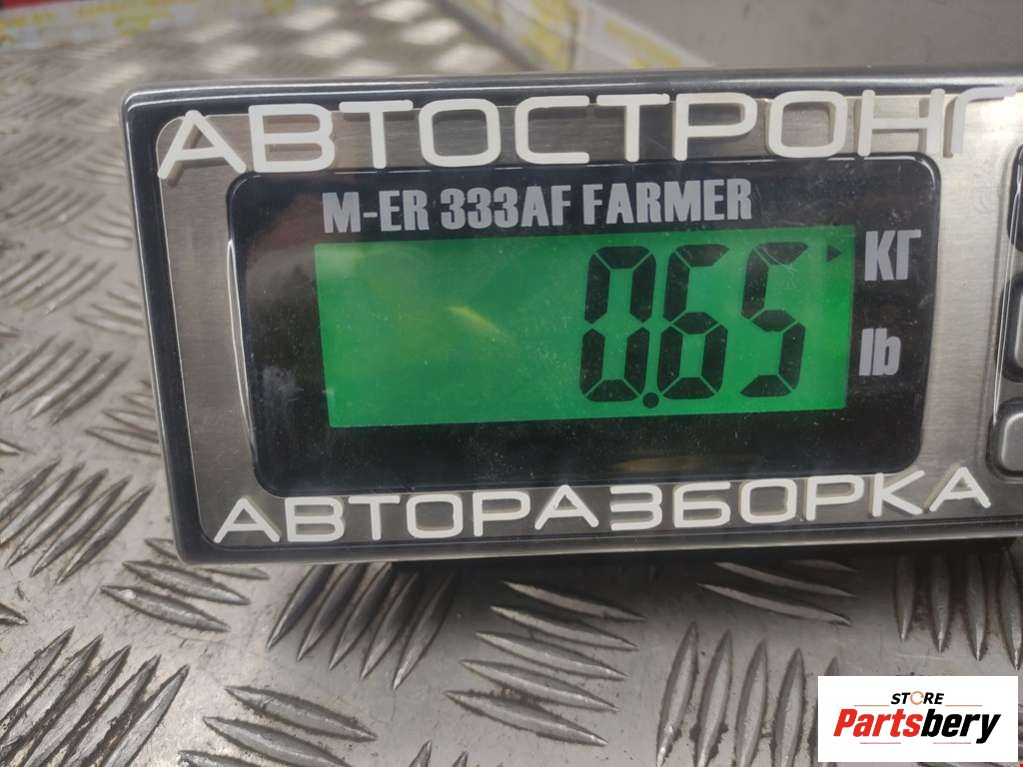 АВТОСТРОНГ
M-ER 333AF FARMER
0.65
КГ
lb
АВТОРАЗБОРКА
STORE
Partsbery